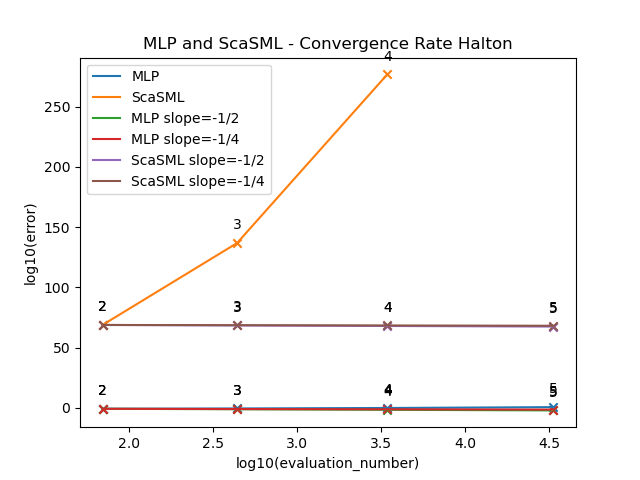 MLP and ScaSML - Convergence Rate Halton
MLP
ScaSML
MLP slope=-1/2
MLP slope=-1/4
ScaSML slope=-1/2
ScaSML slope=-1/4
log10(error)
250
200
150
100
50
0
4
3
2
3
4
5
2
3
4
5
2.0 2.5 3.0 3.5 4.0 4.5
log10(evaluation_number)